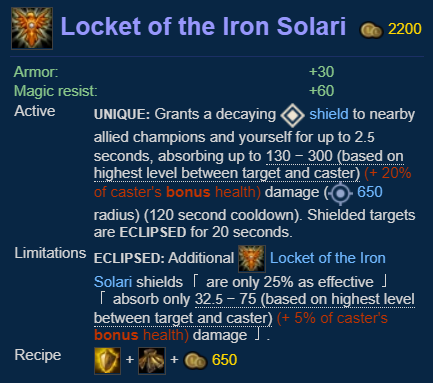 Locket of the Iron Solari 2200
Armor: +30
Magic resist: +60
Active UNIQUE: Grants a decaying shield to nearby
allied champions and yourself for up to 2.5
seconds, absorbing up to 130 − 300 (based on
highest level between target and caster) (+ 20%
of caster's bonus health) damage ( 650
radius) (120 second cooldown). Shielded targets
are ECLIPSED for 20 seconds.
Limitations ECLIPSED: Additional Locket of the Iron
Solari shields「 are only 25% as effective 」
「 absorb only 32.5 − 75 (based on highest level
between target and caster) (+ 5% of caster's
bonus health) damage 」.
Recipe + + 650